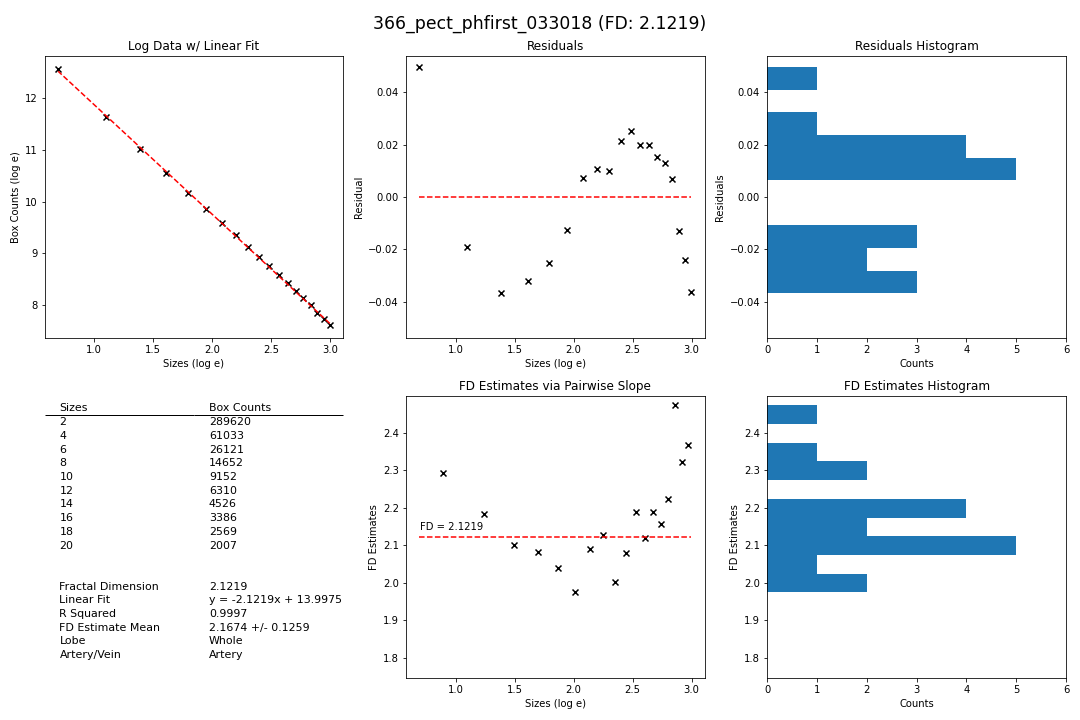 366_pect_phfirst_033018 (FD: 2.1219)
Log Data w/ Linear Fit
Box Counts (log e)
12
11
10
9
8
1.0 1.5 2.0 2.5 3.0
Sizes (log e)
Residuals
Residual
0.04
0.02
0.00
−0.02
−0.04
1.0 1.5 2.0 2.5 3.0
Sizes (log e)
Residuals Histogram
Residuals
0.04
0.02
0.00
−0.02
−0.04
0 1 2 3 4 5 6
Counts
Sizes Box Counts
2 289620
4 61033
6 26121
8 14652
10 9152
12 6310
14 4526
16 3386
18 2569
20 2007
Fractal Dimension 2.1219
Linear Fit y = -2.1219x + 13.9975
R Squared 0.9997
FD Estimate Mean 2.1674 +/- 0.1259
Lobe Whole
Artery/Vein Artery
FD Estimates via Pairwise Slope
FD Estimates
2.4
2.3
2.2
2.1
2.0
1.9
1.8
FD = 2.1219
1.0 1.5 2.0 2.5 3.0
Sizes (log e)
FD Estimates Histogram
FD Estimates
2.4
2.3
2.2
2.1
2.0
1.9
1.8
0 1 2 3 4 5 6
Counts